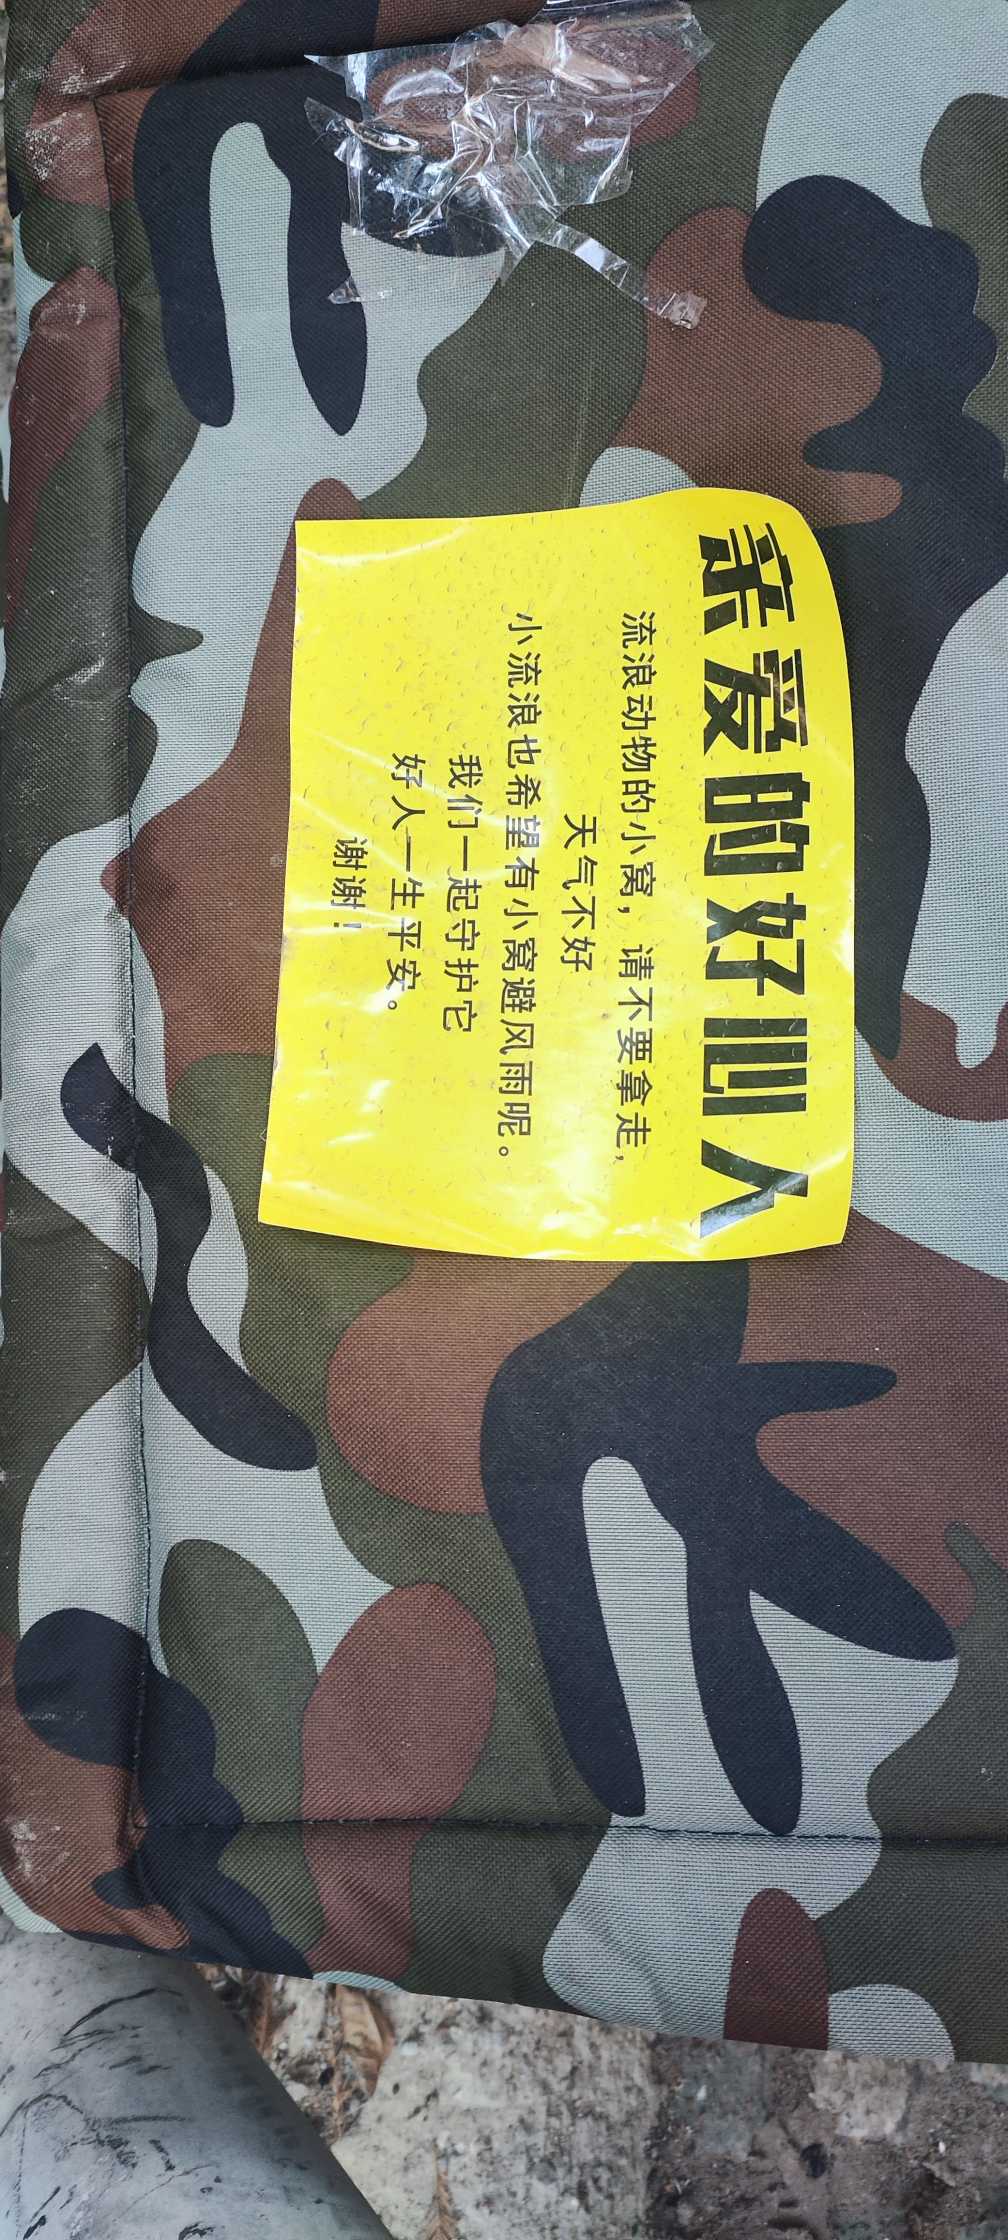 亲爱的好心人
流浪动物的小窝，请不要拿走，
天气不好
小流浪也希望有小窝避风雨呢。
我们一起守护它
好人一生平安。
谢谢！